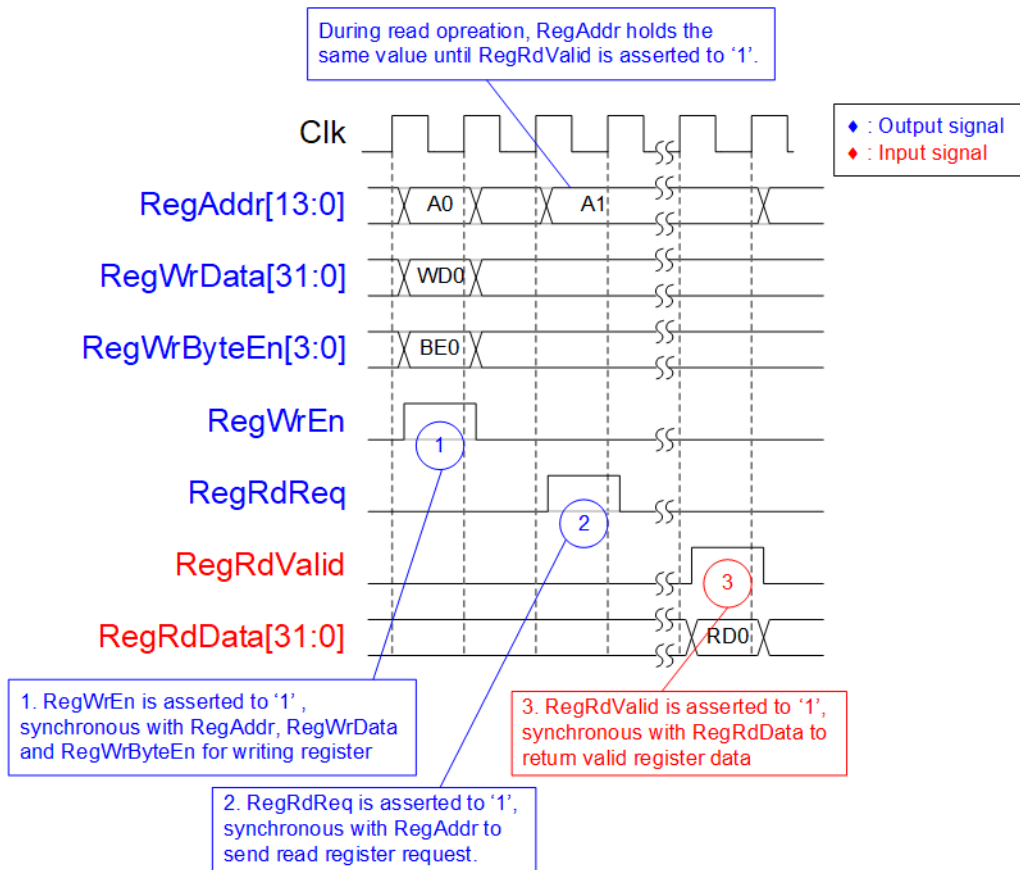 During read opreation, RegAddr holds the
same value until RegRdValid is asserted to ‘1’.
Clk
♦ : Output signal
♦ : Input signal
RegAddr[13:0]
A0
A1
RegWrData[31:0]
WD0
RegWrByteEn[3:0]
BE0
RegWrEn
1
RegRdReq
2
RegRdValid
3
RegRdData[31:0]
RD0
1. RegWrEn is asserted to ‘1’ ,
synchronous with RegAddr, RegWrData
and RegWrByteEn for writing register
3. RegRdValid is asserted to ‘1’,
synchronous with RegRdData to
return valid register data
2. RegRdReq is asserted to ‘1’,
synchronous with RegAddr to
send read register request.